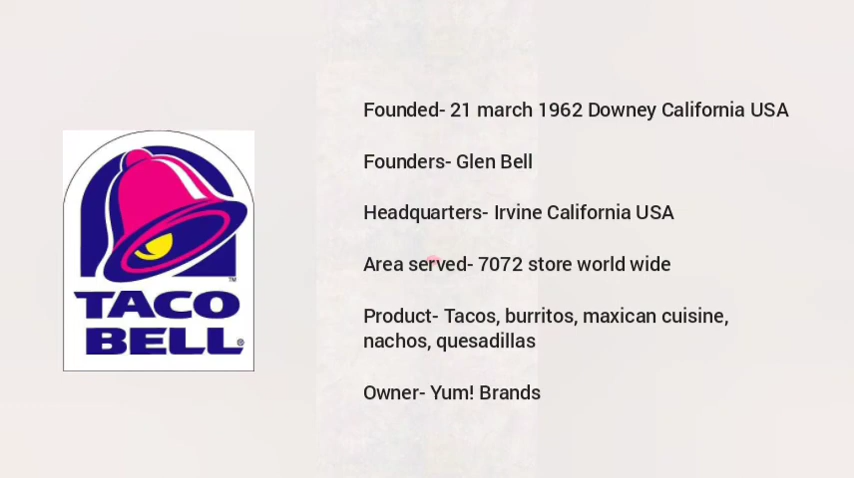 Founded- 21 march 1962 Downey California USA
Founders- Glen Bell
Headquarters- Irvine California USA
Area served- 7072 store world wide
Product- Tacos, burritos, maxican cuisine,
nachos, quesadillas
Owner- Yum! Brands
TM
TACO
BELL®